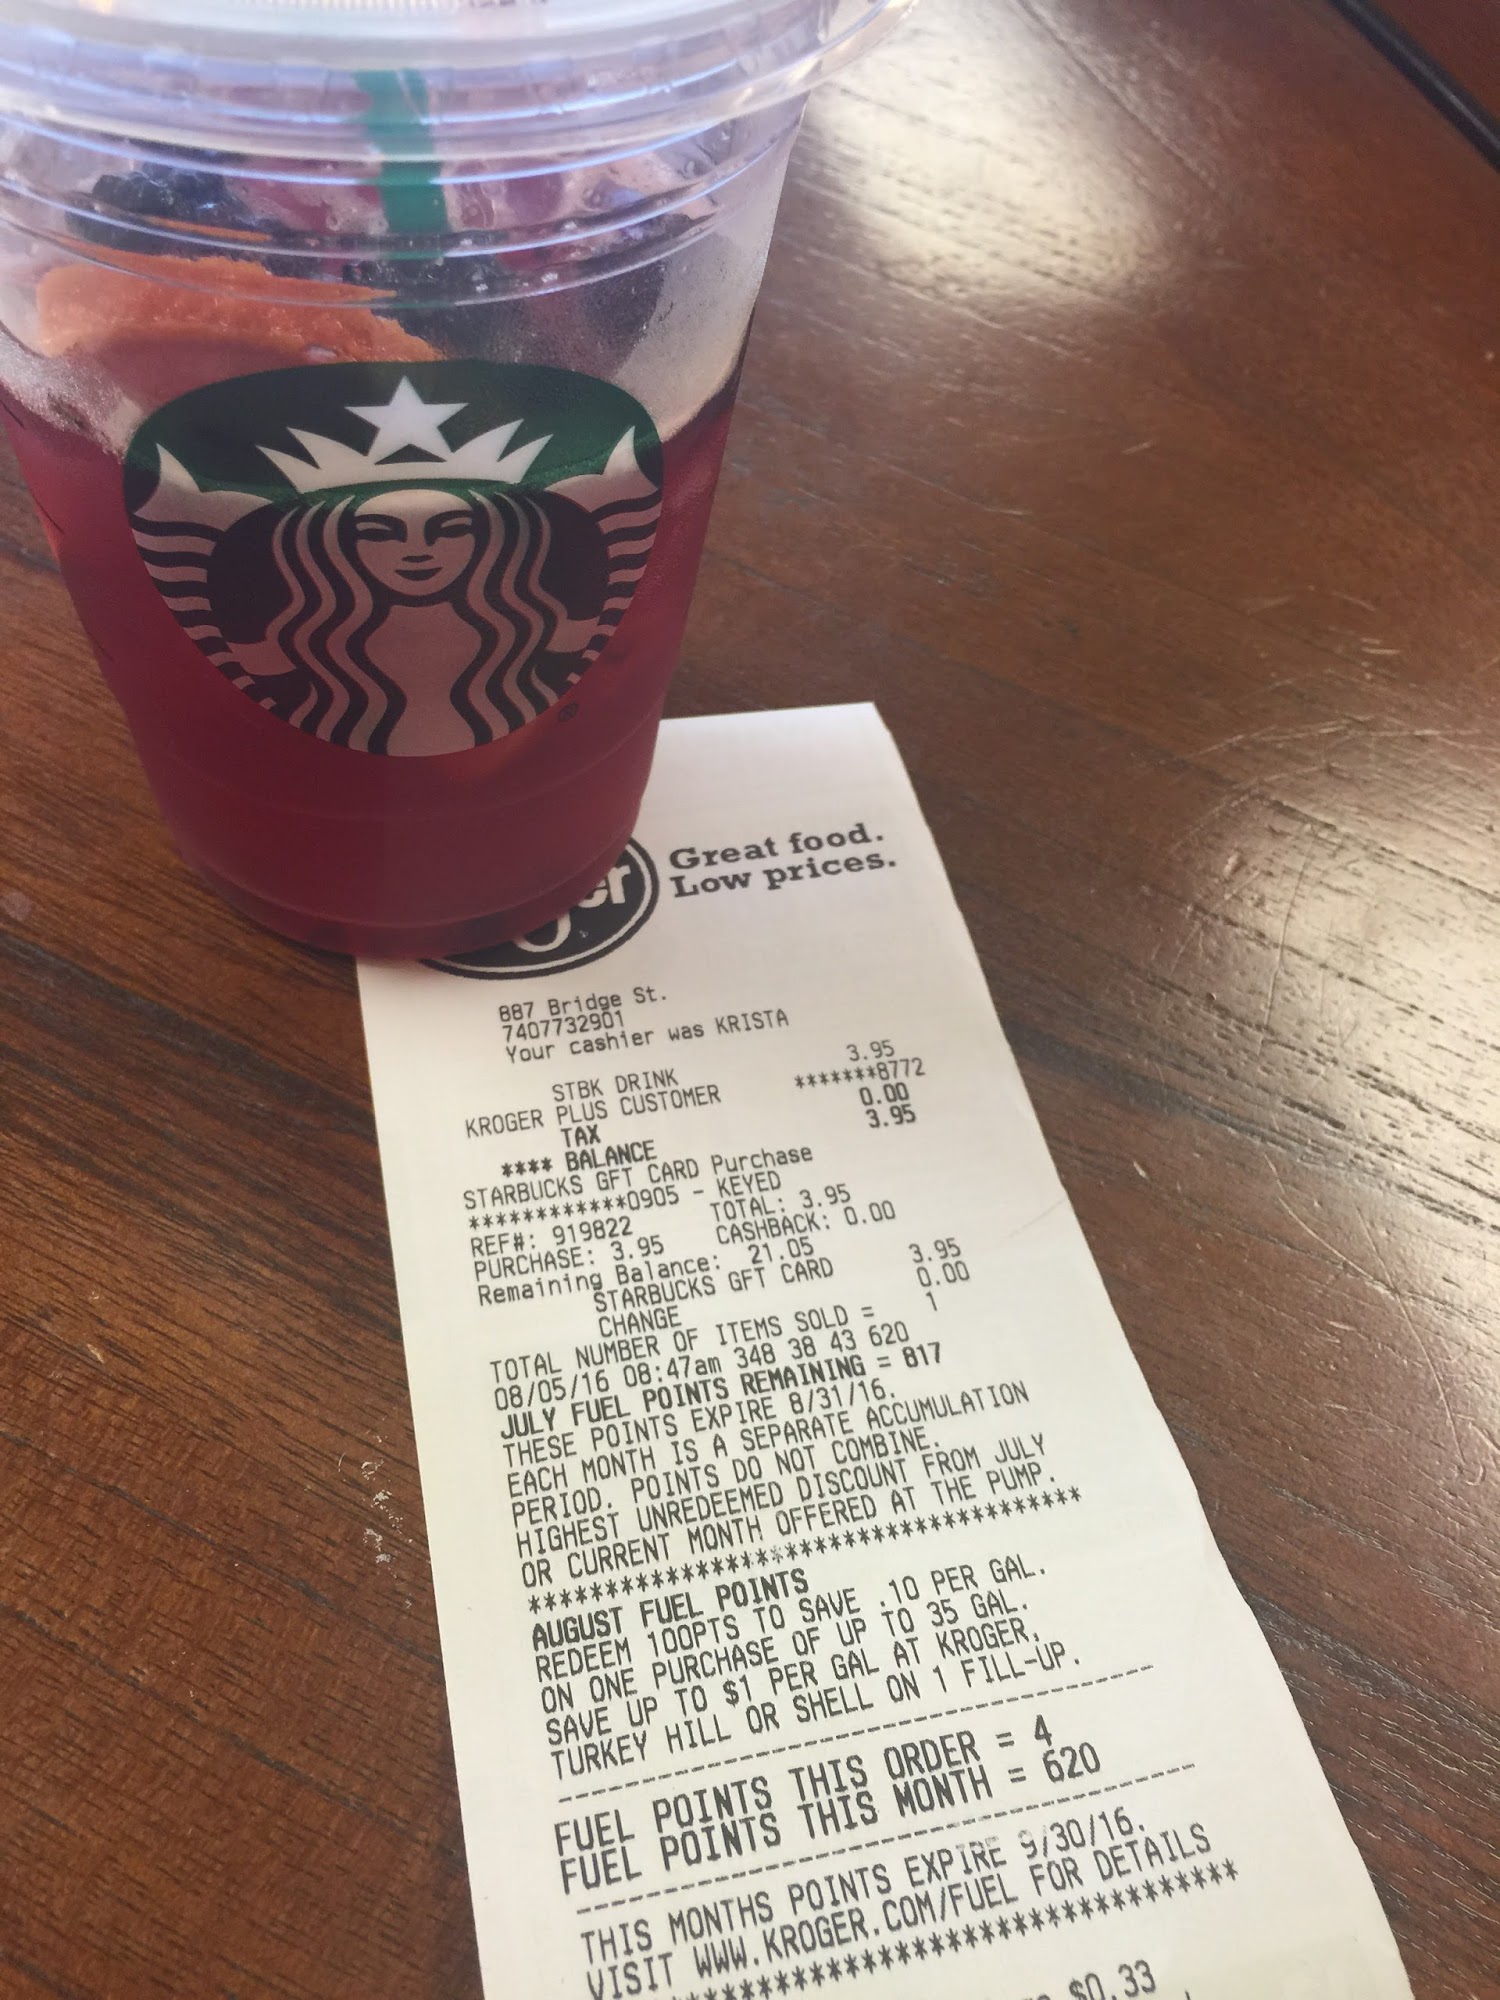 Great food.
Low prices.
887 Bridge St.
7407732901
Your cashier was KRISTA
STBK DRINK 3.95
KROGER PLUS CUSTOMER *******8772
TAX 0.00
**** BALANCE 3.95
STARBUCKS GFT CARD Purchase
************0905 - KEYED
REF#: 919822 TOTAL: 3.95
PURCHASE: 3.95 CASHBACK: 0.00
Remaining Balance: 21.05
STARBUCKS GFT CARD 3.95
CHANGE 0.00
TOTAL NUMBER OF ITEMS SOLD = 1
08/05/16 08:47am 348 38 43 620
JULY FUEL POINTS REMAINING = 817
THESE POINTS EXPIRE 8/31/16.
EACH MONTH IS A SEPARATE ACCUMULATION
PERIOD. POINTS DO NOT COMBINE.
HIGHEST UNREDEEMED DISCOUNT FROM JULY
OR CURRENT MONTH OFFERED AT THE PUMP.
************************************
AUGUST FUEL POINTS
REDEEM 100PTS TO SAVE .10 PER GAL.
ON ONE PURCHASE OF UP TO 35 GAL.
SAVE UP TO $1 PER GAL AT KROGER,
TURKEY HILL OR SHELL ON 1 FILL-UP.
------------------------------------
FUEL POINTS THIS ORDER = 4
FUEL POINTS THIS MONTH = 620
------------------------------------
THIS MONTHS POINTS EXPIRE 9/30/16.
VISIT WWW.KROGER.COM/FUEL FOR DETAILS
************************************
$0.33